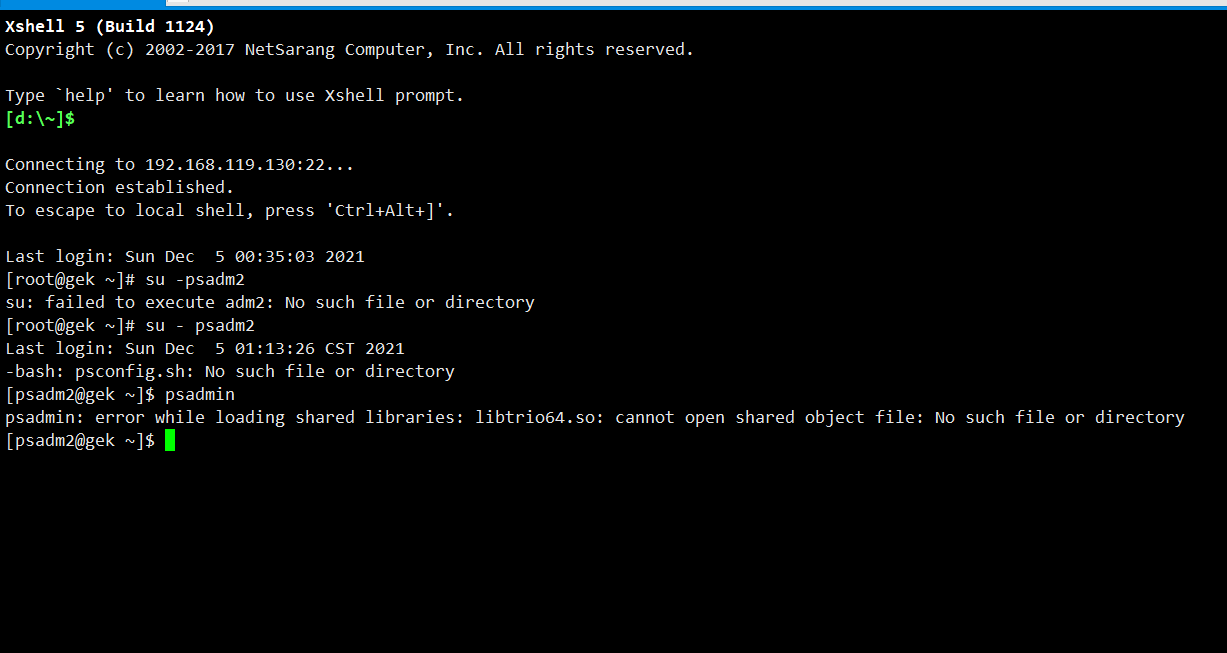 Xshell 5 (Build 1124)
Copyright (c) 2002-2017 NetSarang Computer, Inc. All rights reserved.
Type `help' to learn how to use Xshell prompt.
[d:\~]$
Connecting to 192.168.119.130:22...
Connection established.
To escape to local shell, press 'Ctrl+Alt+]'.
Last login: Sun Dec  5 00:35:03 2021
[root@gek ~]# su -psadm2
su: failed to execute adm2: No such file or directory
[root@gek ~]# su - psadm2
Last login: Sun Dec  5 01:13:26 CST 2021
-bash: psconfig.sh: No such file or directory
[psadm2@gek ~]$ psadmin
psadmin: error while loading shared libraries: libtrio64.so: cannot open shared object file: No such file or directory
[psadm2@gek ~]$